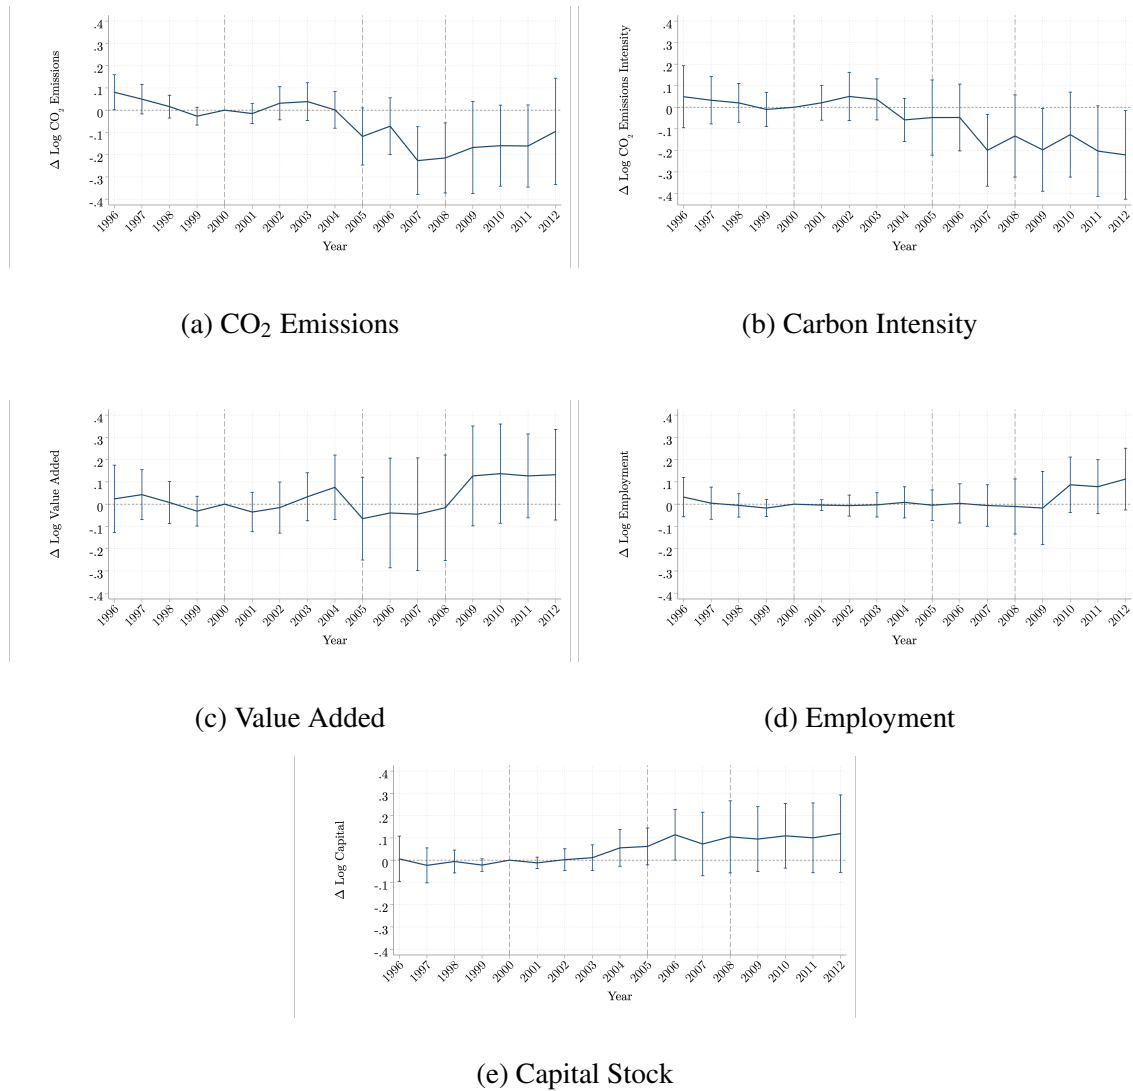 .4
.3
.2
.1
0
-.1
-.2
-.3
-.4
Δ Log CO₂ Emissions
1996 1997 1998 1999 2000 2001 2002 2003 2004 2005 2006 2007 2008 2009 2010 2011 2012
Year
(a) CO₂ Emissions
.4
.3
.2
.1
0
-.1
-.2
-.3
-.4
Δ Log CO₂ Emissions Intensity
1996 1997 1998 1999 2000 2001 2002 2003 2004 2005 2006 2007 2008 2009 2010 2011 2012
Year
(b) Carbon Intensity
.4
.3
.2
.1
0
-.1
-.2
-.3
-.4
Δ Log Value Added
1996 1997 1998 1999 2000 2001 2002 2003 2004 2005 2006 2007 2008 2009 2010 2011 2012
Year
(c) Value Added
.4
.3
.2
.1
0
-.1
-.2
-.3
-.4
Δ Log Employment
1996 1997 1998 1999 2000 2001 2002 2003 2004 2005 2006 2007 2008 2009 2010 2011 2012
Year
(d) Employment
.4
.3
.2
.1
0
-.1
-.2
-.3
-.4
Δ Log Capital
1996 1997 1998 1999 2000 2001 2002 2003 2004 2005 2006 2007 2008 2009 2010 2011 2012
Year
(e) Capital Stock